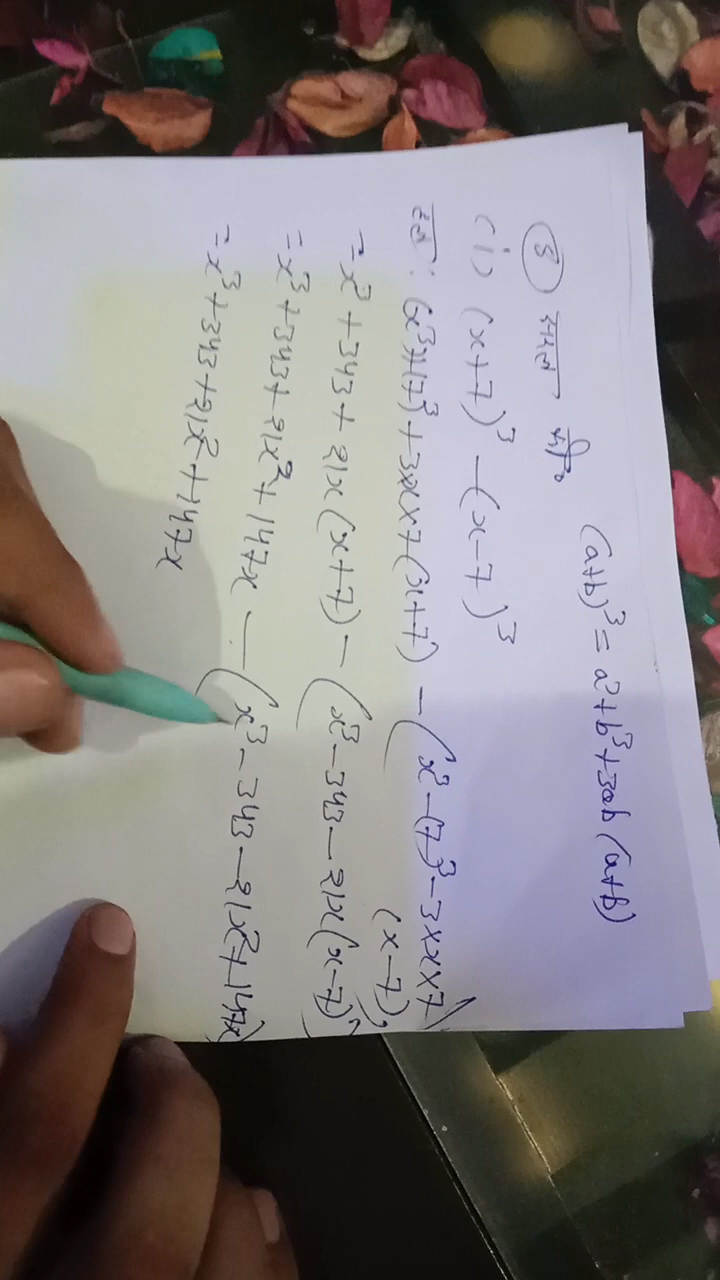 (a+b)³ = a³+b³+3ab(a+b)
⑧ सरल कीजिए
(i) (x+7)³ - (x-7)³
हल: (x³)+(7)³+3×x×7(x+7) - (x³-(7)³-3×x×7
(x-7))
= x³+343+21x(x+7) - (x³-343-21x(x-7))
= x³+343+21x²+147x - (x³-343-21x²+147x)
= x³+343+21x²+147x